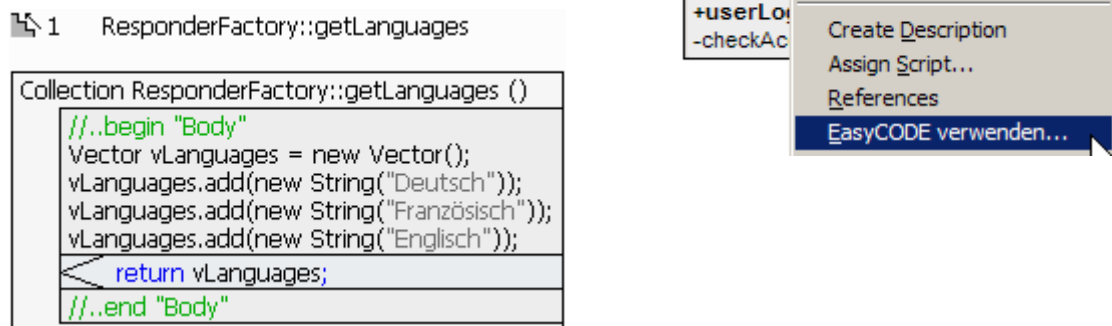 1 ResponderFactory::getLanguages
Collection ResponderFactory::getLanguages ()
//..begin "Body"
Vector vLanguages = new Vector();
vLanguages.add(new String("Deutsch"));
vLanguages.add(new String("Französisch"));
vLanguages.add(new String("Englisch"));
return vLanguages;
//..end "Body"
-checkAc
Create Description
Assign Script...
References
EasyCODE verwenden...